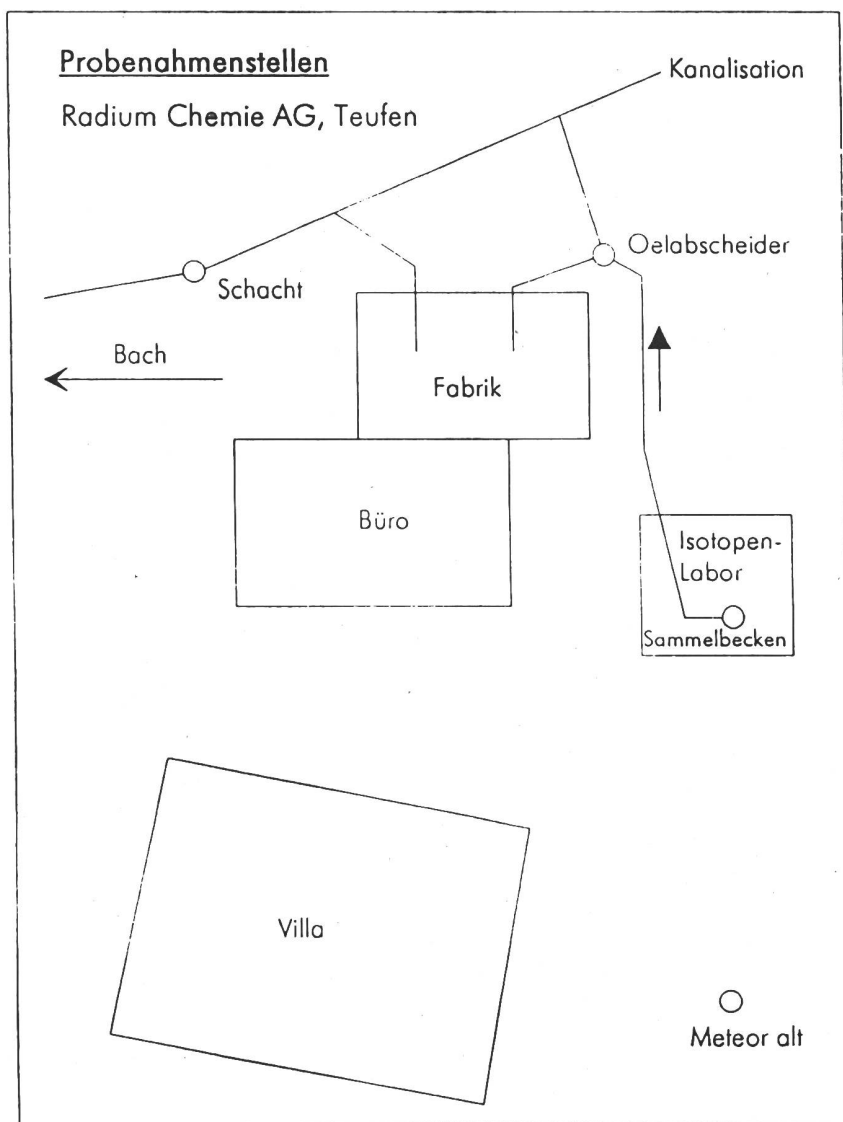 Probenahmenstellen
Radium Chemie AG, Teufen
Kanalisation
Oelabscheider
Schacht
Bach
Fabrik
Büro
Isotopen-
Labor
Sammelbecken
Villa
Meteor alt